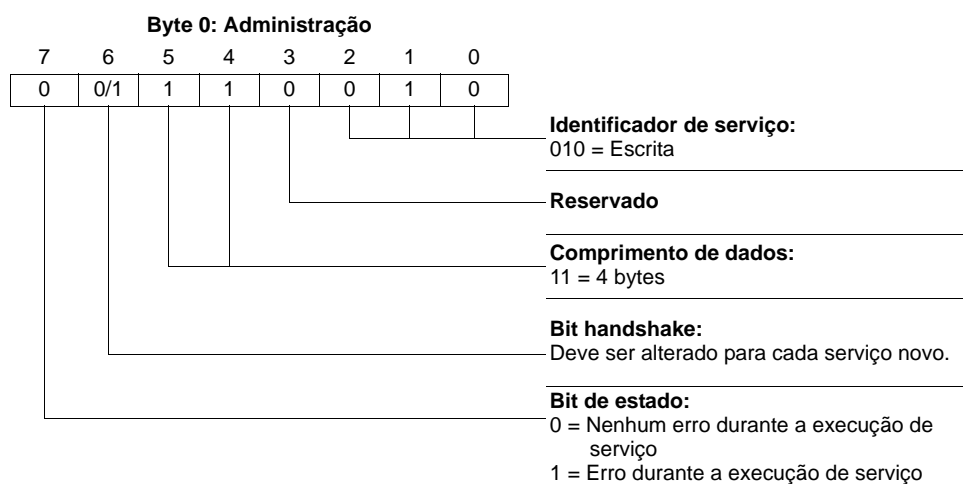 Byte 0: Administração
7 6 5 4 3 2 1 0
0 0/1 1 1 0 0 1 0
Identificador de serviço:
010 = Escrita
Reservado
Comprimento de dados:
11 = 4 bytes
Bit handshake:
Deve ser alterado para cada serviço novo.
Bit de estado:
0 = Nenhum erro durante a execução de
serviço
1 = Erro durante a execução de serviço